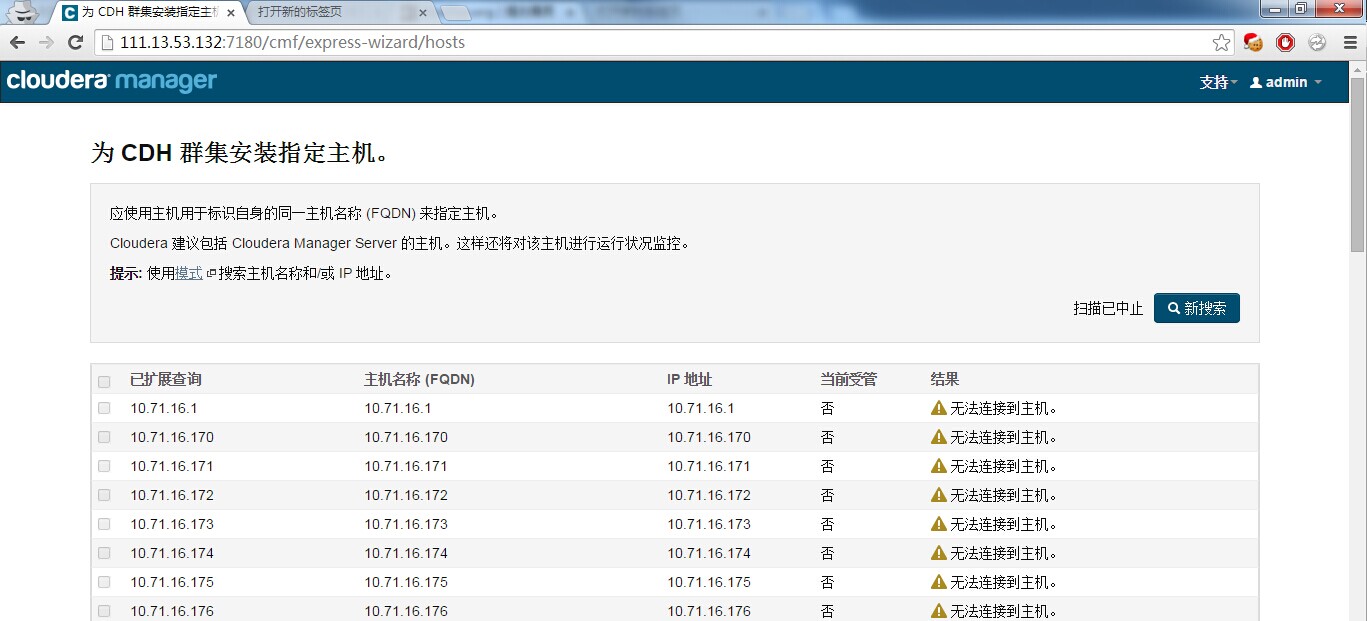 为 CDH 群集安装指定主机
打开新的标签页
111.13.53.132:7180/cmf/express-wizard/hosts
cloudera manager
支持
admin
为 CDH 群集安装指定主机。
应使用主机用于标识自身的同一主机名称 (FQDN) 来指定主机。
Cloudera 建议包括 Cloudera Manager Server 的主机。这样还将对该主机进行运行状况监控。
提示: 使用模式 搜索主机名称和/或 IP 地址。
扫描已中止 新搜索
已扩展查询 主机名称 (FQDN) IP 地址 当前受管 结果
10.71.16.1 10.71.16.1 10.71.16.1 否 无法连接到主机。
10.71.16.170 10.71.16.170 10.71.16.170 否 无法连接到主机。
10.71.16.171 10.71.16.171 10.71.16.171 否 无法连接到主机。
10.71.16.172 10.71.16.172 10.71.16.172 否 无法连接到主机。
10.71.16.173 10.71.16.173 10.71.16.173 否 无法连接到主机。
10.71.16.174 10.71.16.174 10.71.16.174 否 无法连接到主机。
10.71.16.175 10.71.16.175 10.71.16.175 否 无法连接到主机。
10.71.16.176 10.71.16.176 10.71.16.176 否 无法连接到主机。